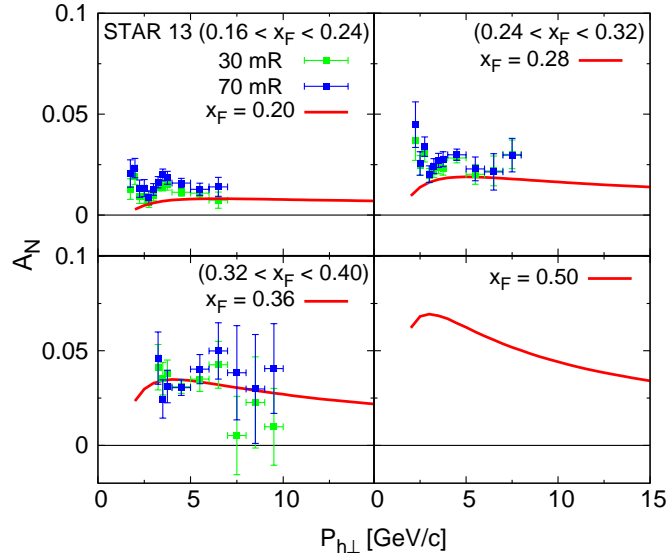 0.1
STAR 13 (0.16 < x_F < 0.24)
30 mR
70 mR
x_F = 0.20
(0.24 < x_F < 0.32)
x_F = 0.28
0.05
0
0.1
(0.32 < x_F < 0.40)
x_F = 0.36
x_F = 0.50
0.05
0
A_N
0 5 10 0 5 10 15
P_h⊥ [GeV/c]